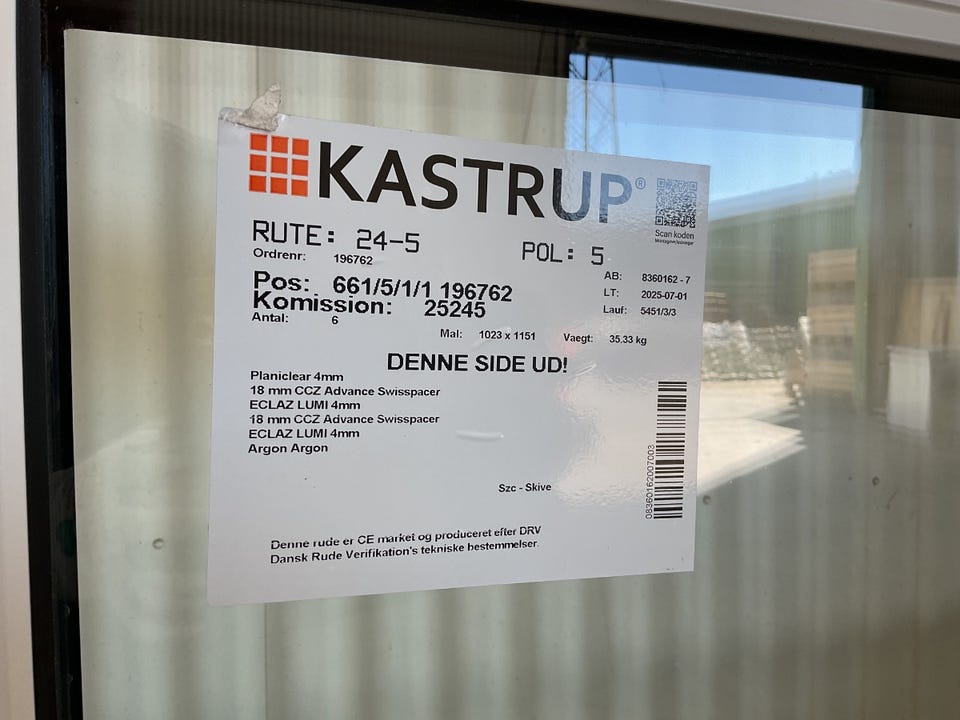 KASTRUP®
Scan koden
RUTE: 24-5
POL: 5
Ordrenr: 196762
AB: 8360162 - 7
Pos: 661/5/1/1 196762
LT: 2025-07-01
Komission: 25245
Lauf: 5451/3/3
Antal: 6
Mal: 1023 x 1151 Vaegt: 35.33 kg
DENNE SIDE UD!
Planiclear 4mm
18 mm CCZ Advance Swisspacer
ECLAZ LUMI 4mm
18 mm CCZ Advance Swisspacer
ECLAZ LUMI 4mm
Argon Argon
08360162007003
Szc - Skive
Denne rude er CE market og produceret efter DRV
Dansk Rude Verifikation's tekniske bestemmelser.